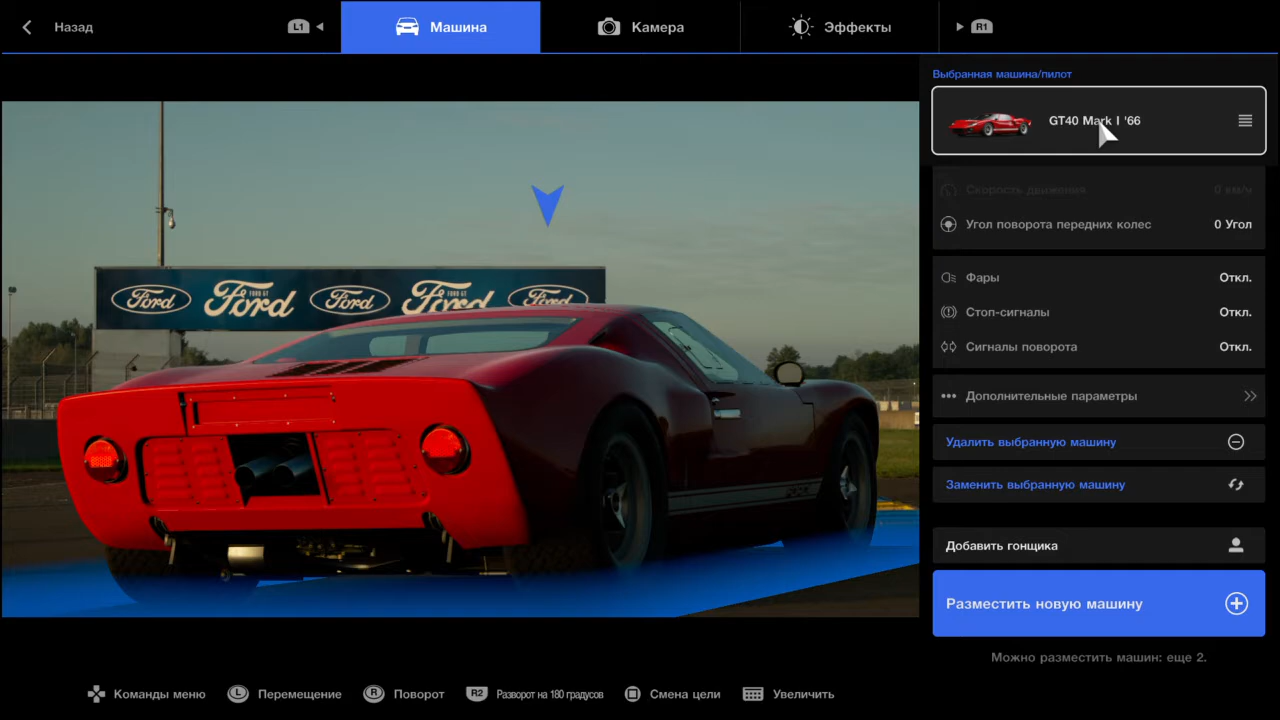 Назад
L1
Машина
Камера
Эффекты
R1
Выбранная машина/пилот
GT40 Mark I '66
Скорость движения 0 км/ч
Угол поворота передних колес 0 Угол
Фары Откл.
Стоп-сигналы Откл.
Сигналы поворота Откл.
Дополнительные параметры
Удалить выбранную машину
Заменить выбранную машину
Добавить гонщика
Разместить новую машину
Можно разместить машин: еще 2.
Ford Ford Ford Ford Ford
L
R
R2
Команды меню Перемещение Поворот Разворот на 180 градусов Смена цели Увеличить